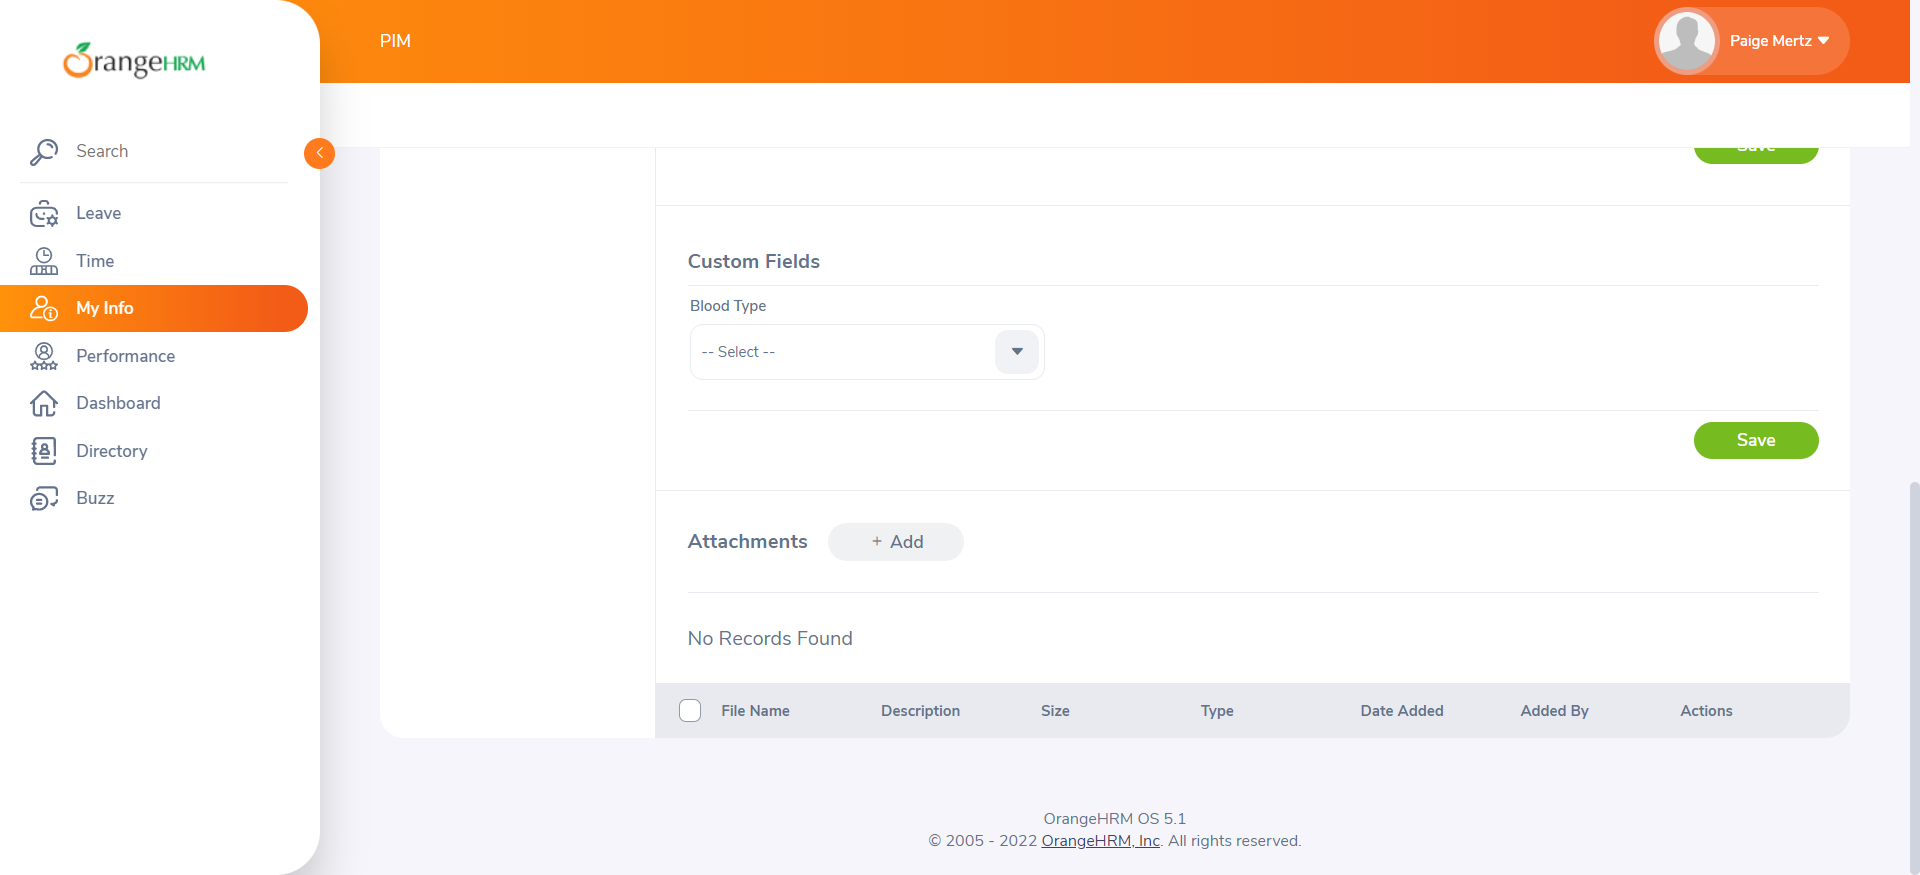 OrangeHRM
PIM
Paige Mertz
Search
Leave
Time
My Info
Performance
Dashboard
Directory
Buzz
Save
Custom Fields
Blood Type
-- Select --
Save
Attachments
+ Add
No Records Found
File Name Description Size Type Date Added Added By Actions
OrangeHRM OS 5.1
© 2005 - 2022 OrangeHRM, Inc. All rights reserved.